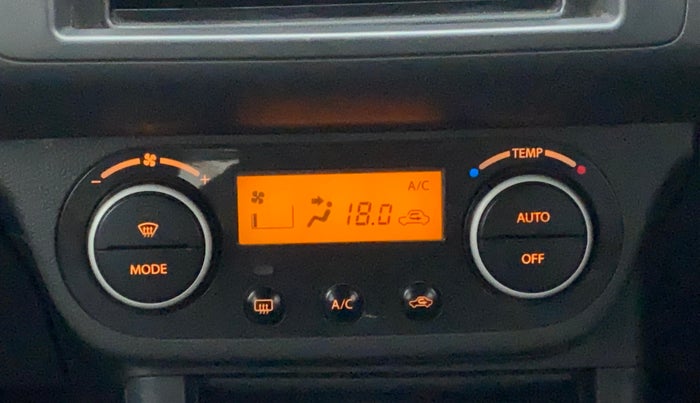 A/C
18.0
− +
TEMP
MODE
AUTO
OFF
A/C